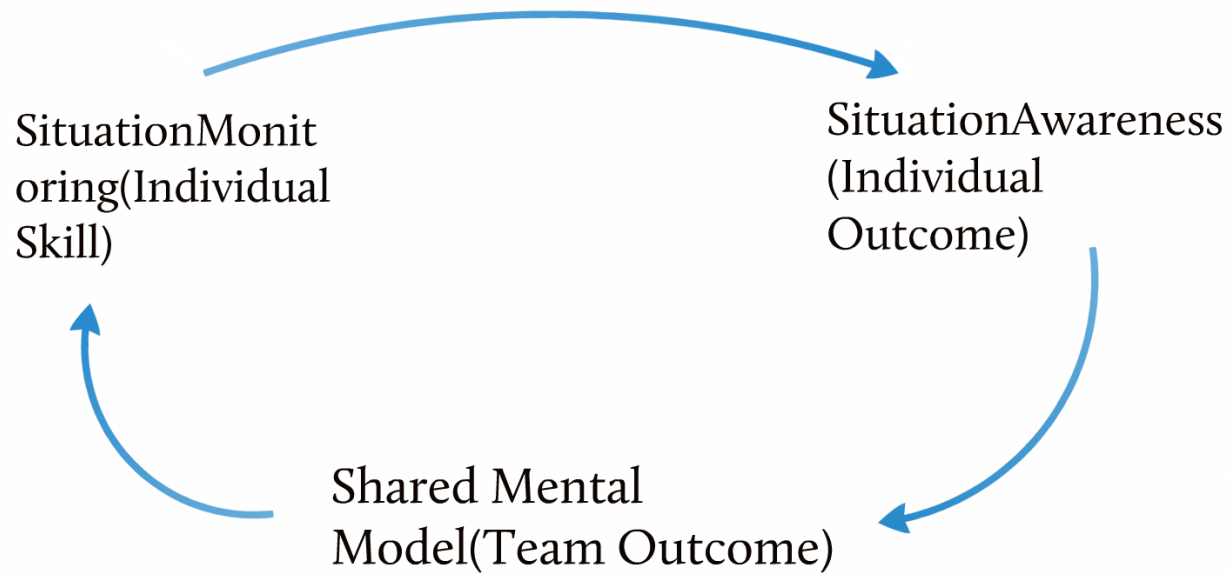 SituationMonit
oring(Individual
Skill)
SituationAwareness
(Individual
Outcome)
Shared Mental
Model(Team Outcome)